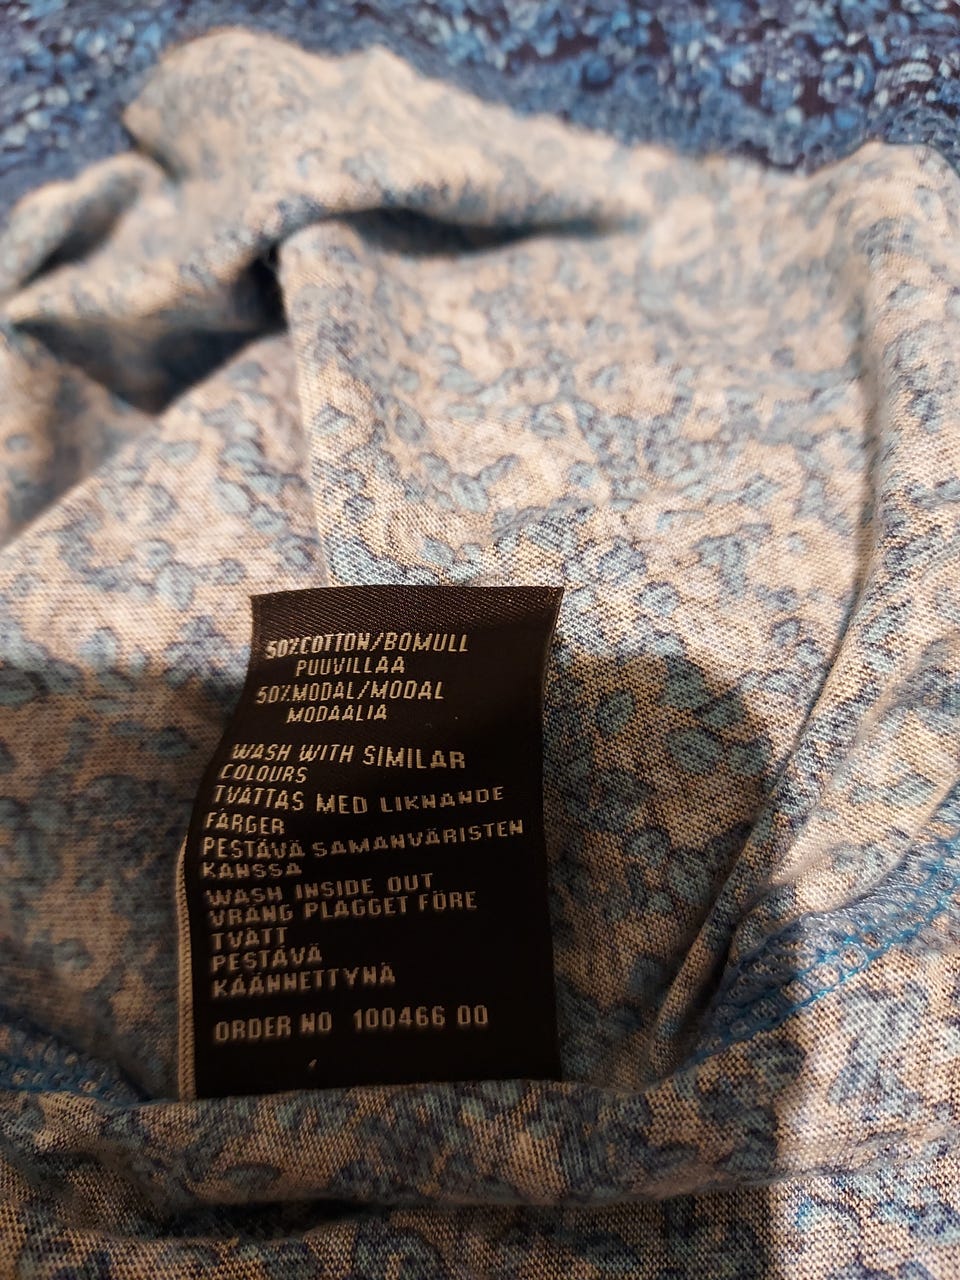 50%COTTON/BOMULL
PUUVILLAA
50%MODAL/MODAL
MODAALIA
WASH WITH SIMILAR
COLOURS
TVÄTTAS MED LIKNANDE
FÄRGER
PESTÄVÄ SAMANVÄRISTEN
KANSSA
WASH INSIDE OUT
VRÄNG PLAGGET FÖRE
TVÄTT
PESTÄVÄ
KÄÄNNETTYNÄ
ORDER NO 100466 00